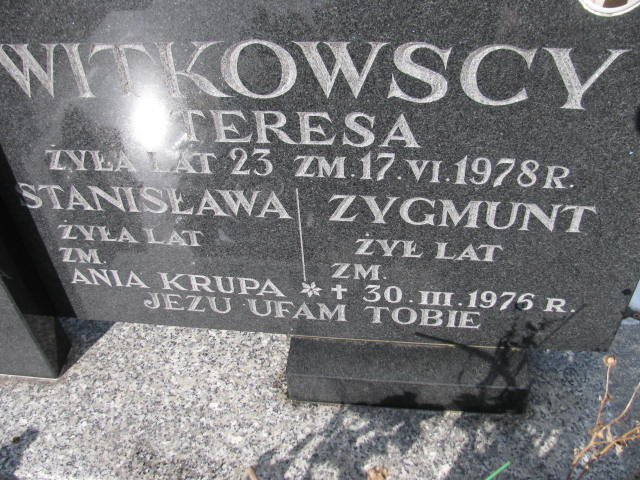 WITKOWSCY
TERESA
ŻYŁA LAT 23 ZM. 17. VI. 1978 R.
STANISŁAWA
ŻYŁA LAT
ZM.
ZYGMUNT
ŻYŁ LAT
ZM.
ANIA KRUPA * † 30. III. 1976 R.
JEZU UFAM TOBIE